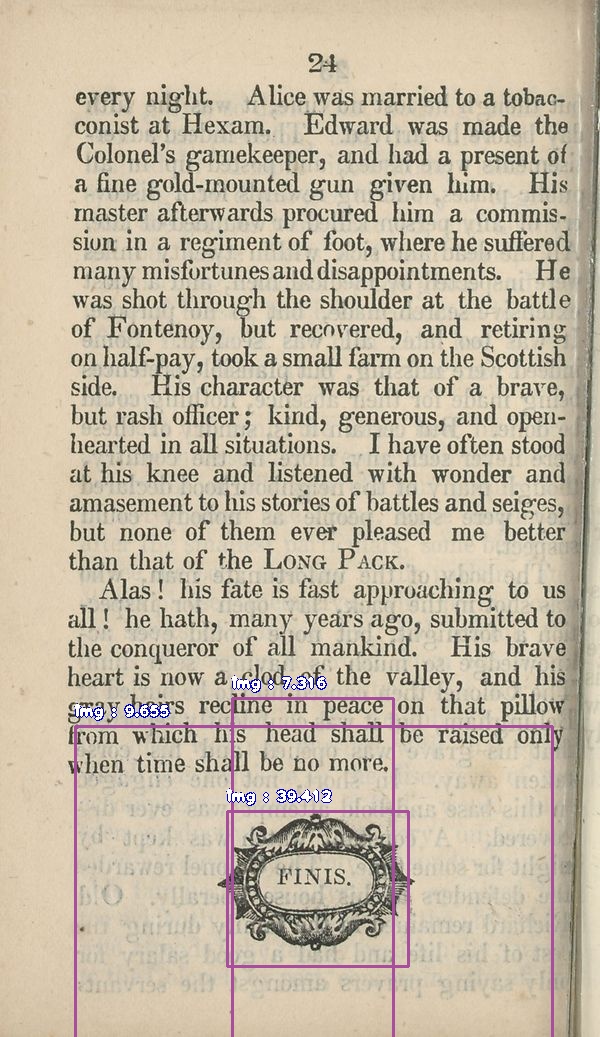 24
every night. Alice was married to a tobac-
conist at Hexam. Edward was made the
Colonel's gamekeeper, and had a present of
a fine gold-mounted gun given him. His
master afterwards procured him a commis-
sion in a regiment of foot, where he suffered
many misfortunes and disappointments. He
was shot through the shoulder at the battle
of Fontenoy, but recovered, and retiring
on half-pay, took a small farm on the Scottish
side. His character was that of a brave,
but rash officer; kind, generous, and open-
hearted in all situations. I have often stood
at his knee and listened with wonder and
amasement to his stories of battles and seiges,
but none of them ever pleased me better
than that of the LONG PACK.
Alas! his fate is fast approaching to us
all! he hath, many years ago, submitted to
the conqueror of all mankind. His brave
heart is now a clod of the valley, and his
img : 7.316
gray hairs recline in peace on that pillow
img : 9.655
from which his head shall be raised only
when time shall be no more.
img : 39.412
FINIS.